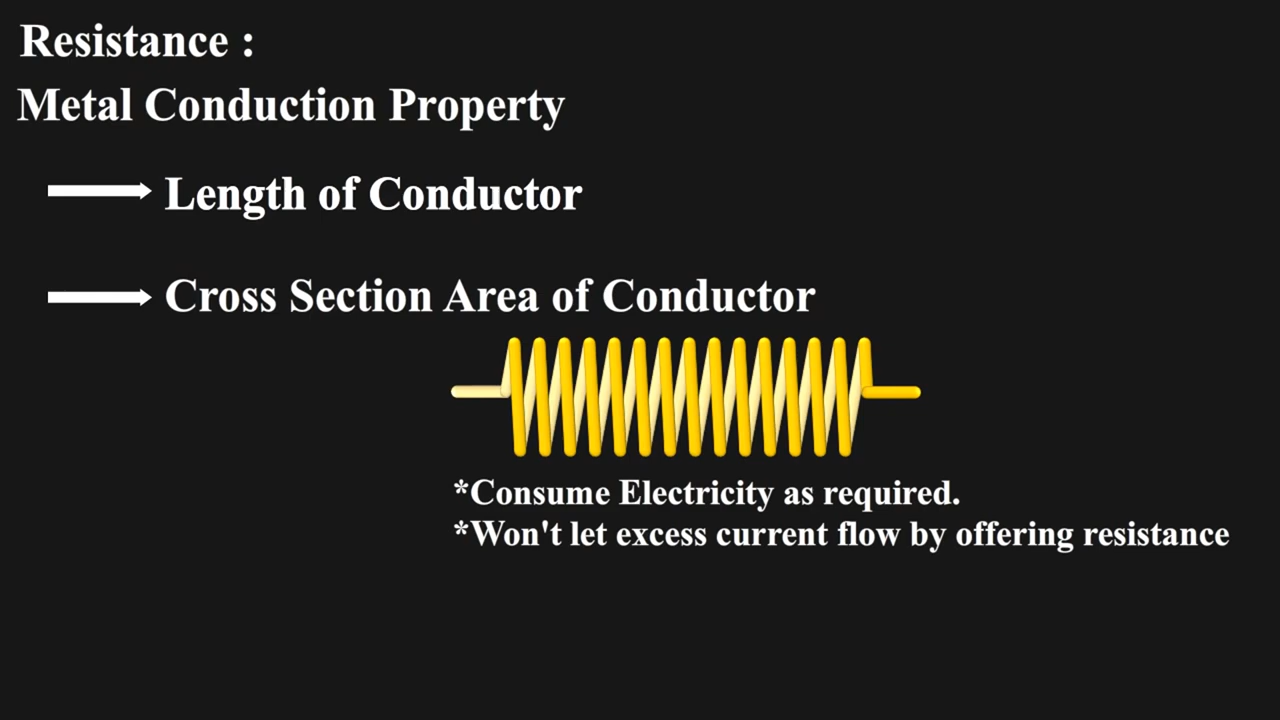 Resistance :
Metal Conduction Property
Length of Conductor
Cross Section Area of Conductor
*Consume Electricity as required.
*Won't let excess current flow by offering resistance